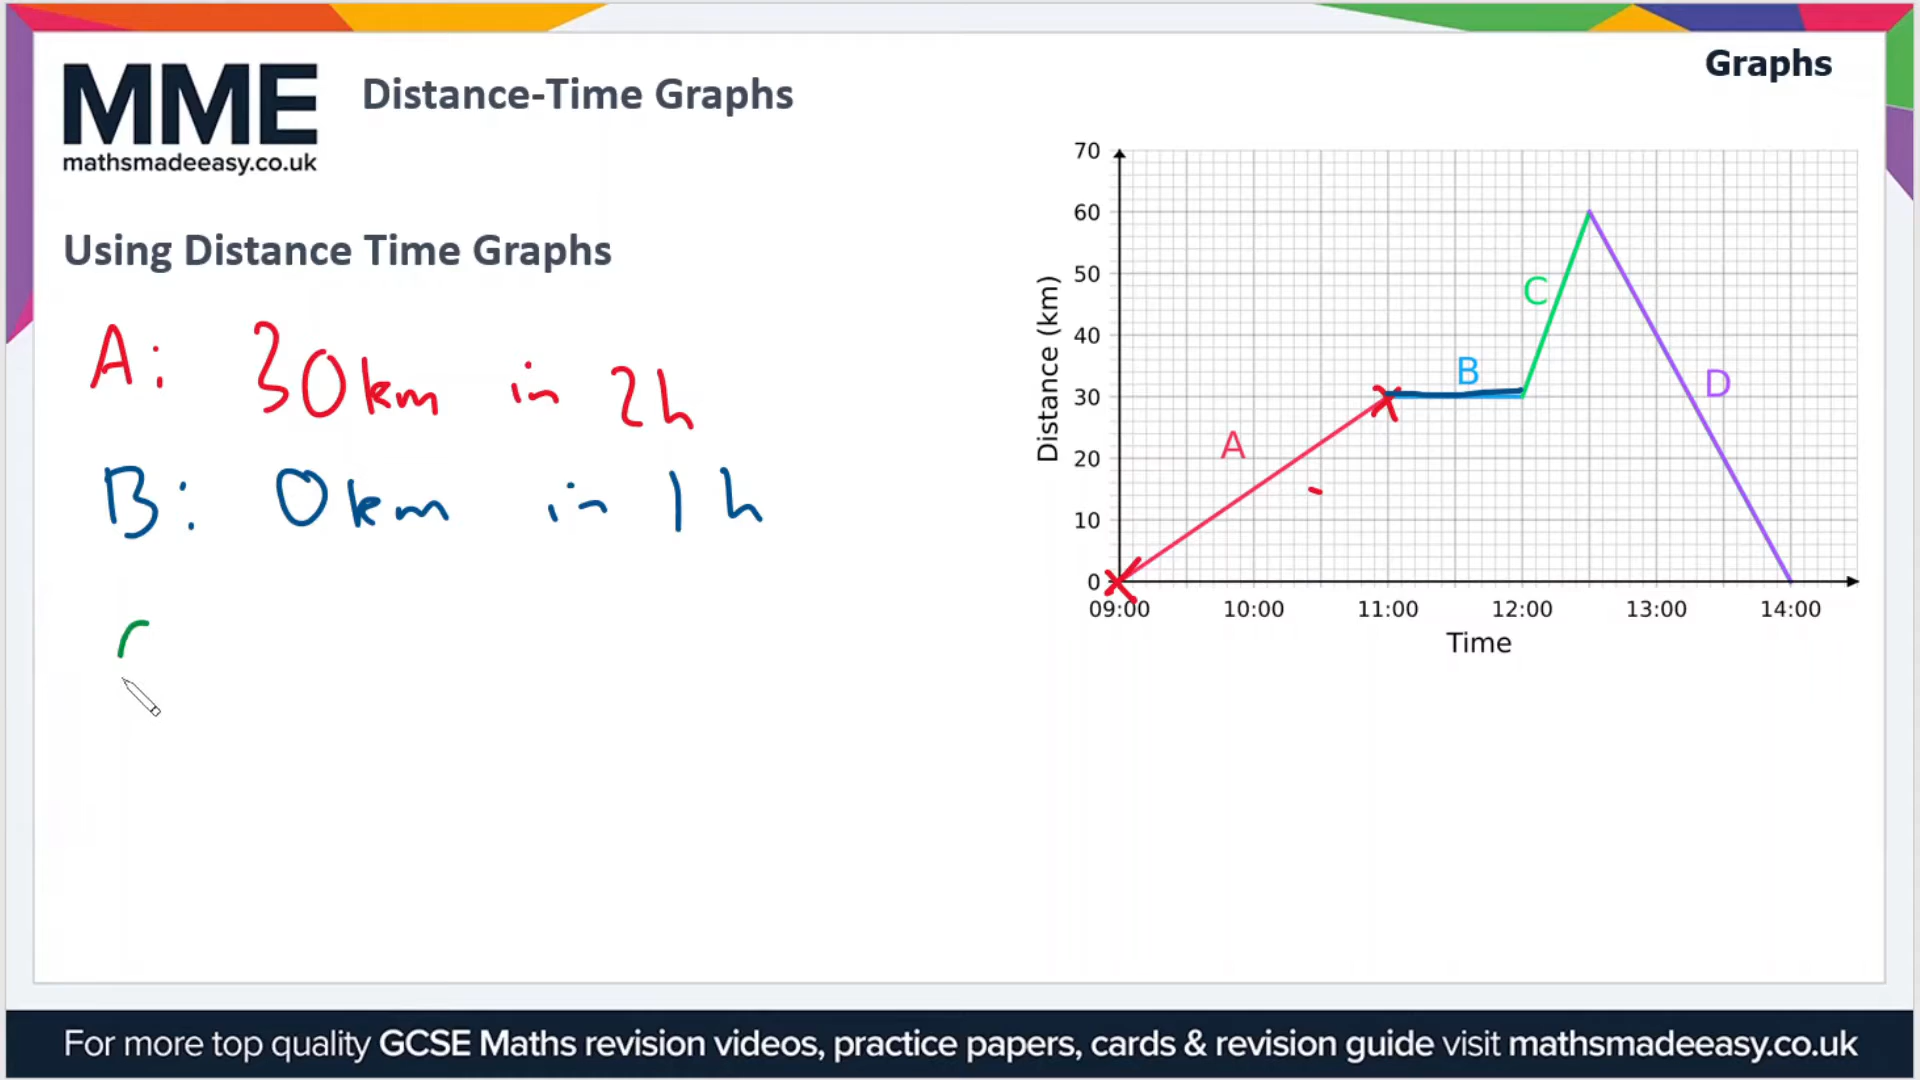 MME
mathsmadeeasy.co.uk
Distance-Time Graphs
Graphs
Using Distance Time Graphs
A: 30km in 2h
B: 0km in 1h
70
60
50
40
30
20
10
0
Distance (km)
A
B
C
D
09:00 10:00 11:00 12:00 13:00 14:00
Time
For more top quality GCSE Maths revision videos, practice papers, cards & revision guide visit mathsmadeeasy.co.uk